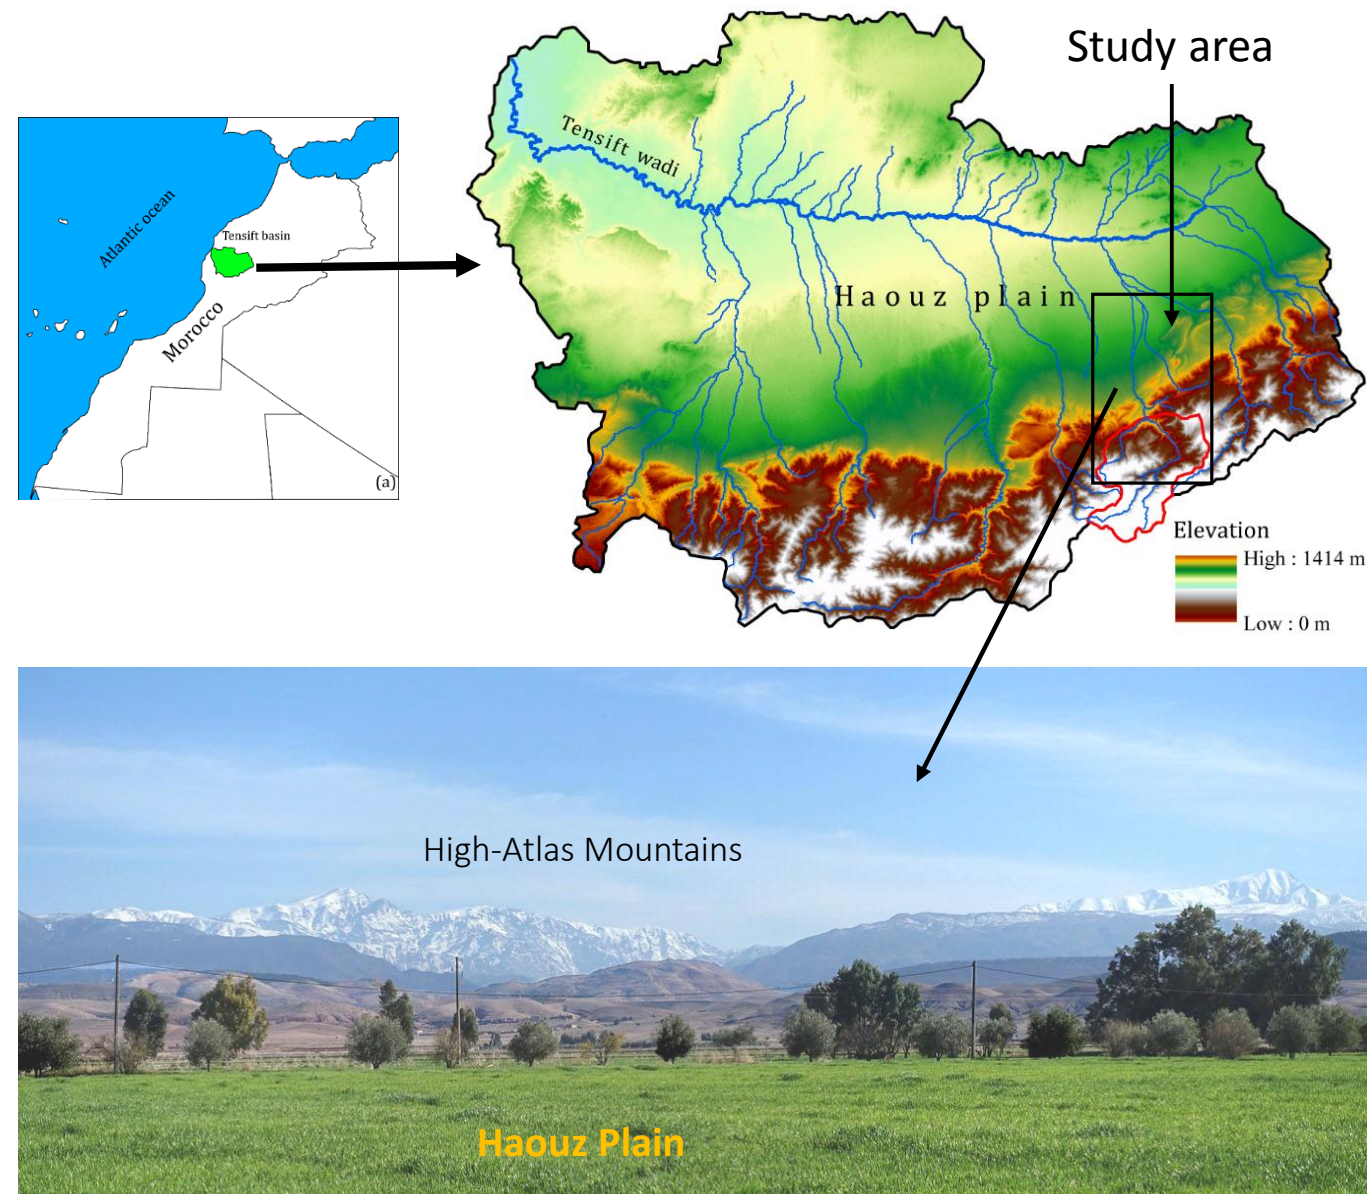 Study area
Atlantic ocean
Tensift basin
Morocco
(a)
Tensift wadi
Haouz plain
Elevation
High : 1414 m
Low : 0 m
High-Atlas Mountains
Haouz Plain